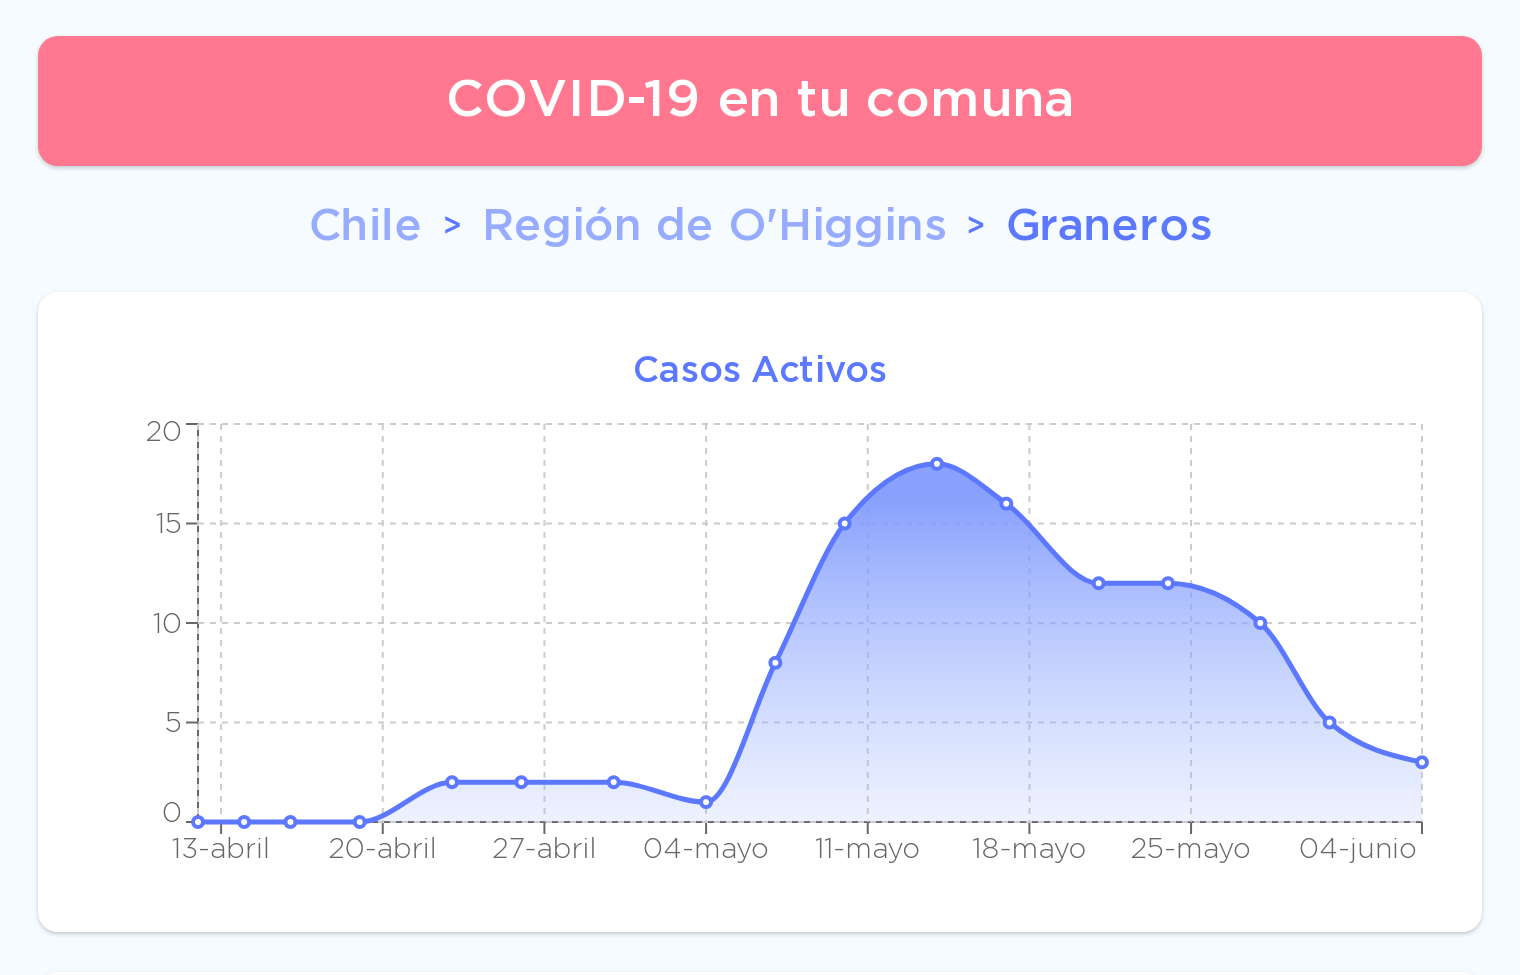 COVID-19 en tu comuna
Chile > Región de O'Higgins > Graneros
Casos Activos
20
15
10
5
0
13-abril 20-abril 27-abril 04-mayo 11-mayo 18-mayo 25-mayo 04-junio